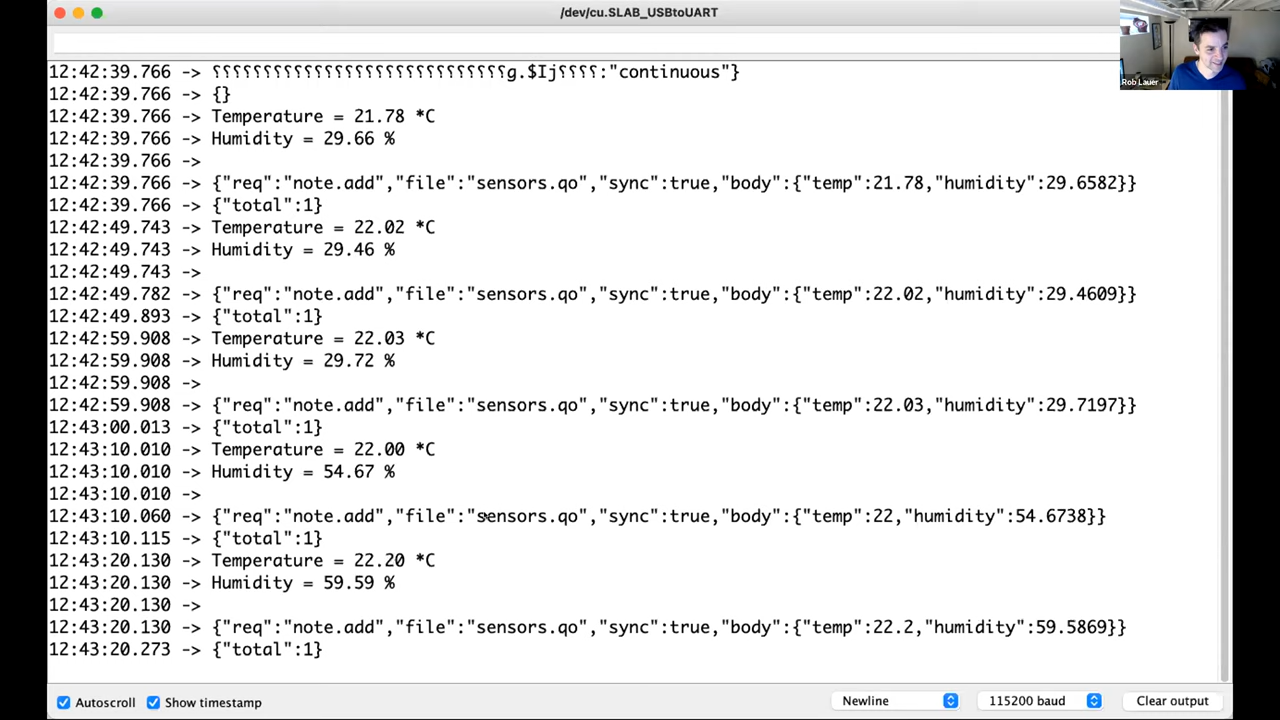 /dev/cu.SLAB_USBtoUART
Rob Lauer
12:42:39.766 -> ⸮⸮⸮⸮⸮⸮⸮⸮⸮⸮⸮⸮⸮⸮⸮⸮⸮⸮⸮⸮⸮⸮⸮⸮⸮⸮⸮⸮⸮g.$Ij⸮⸮⸮⸮:"continuous"}
12:42:39.766 -> {}
12:42:39.766 -> Temperature = 21.78 *C
12:42:39.766 -> Humidity = 29.66 %
12:42:39.766 ->
12:42:39.766 -> {"req":"note.add","file":"sensors.qo","sync":true,"body":{"temp":21.78,"humidity":29.6582}}
12:42:39.766 -> {"total":1}
12:42:49.743 -> Temperature = 22.02 *C
12:42:49.743 -> Humidity = 29.46 %
12:42:49.743 ->
12:42:49.782 -> {"req":"note.add","file":"sensors.qo","sync":true,"body":{"temp":22.02,"humidity":29.4609}}
12:42:49.893 -> {"total":1}
12:42:59.908 -> Temperature = 22.03 *C
12:42:59.908 -> Humidity = 29.72 %
12:42:59.908 ->
12:42:59.908 -> {"req":"note.add","file":"sensors.qo","sync":true,"body":{"temp":22.03,"humidity":29.7197}}
12:43:00.013 -> {"total":1}
12:43:10.010 -> Temperature = 22.00 *C
12:43:10.010 -> Humidity = 54.67 %
12:43:10.010 ->
12:43:10.060 -> {"req":"note.add","file":"sensors.qo","sync":true,"body":{"temp":22,"humidity":54.6738}}
12:43:10.115 -> {"total":1}
12:43:20.130 -> Temperature = 22.20 *C
12:43:20.130 -> Humidity = 59.59 %
12:43:20.130 ->
12:43:20.130 -> {"req":"note.add","file":"sensors.qo","sync":true,"body":{"temp":22.2,"humidity":59.5869}}
12:43:20.273 -> {"total":1}
Autoscroll Show timestamp Newline 115200 baud Clear output